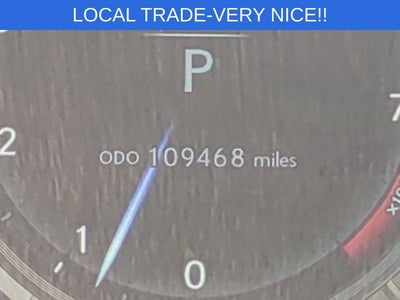 LOCAL TRADE-VERY NICE!!
P
7
2
ODO 109468 miles
1
0